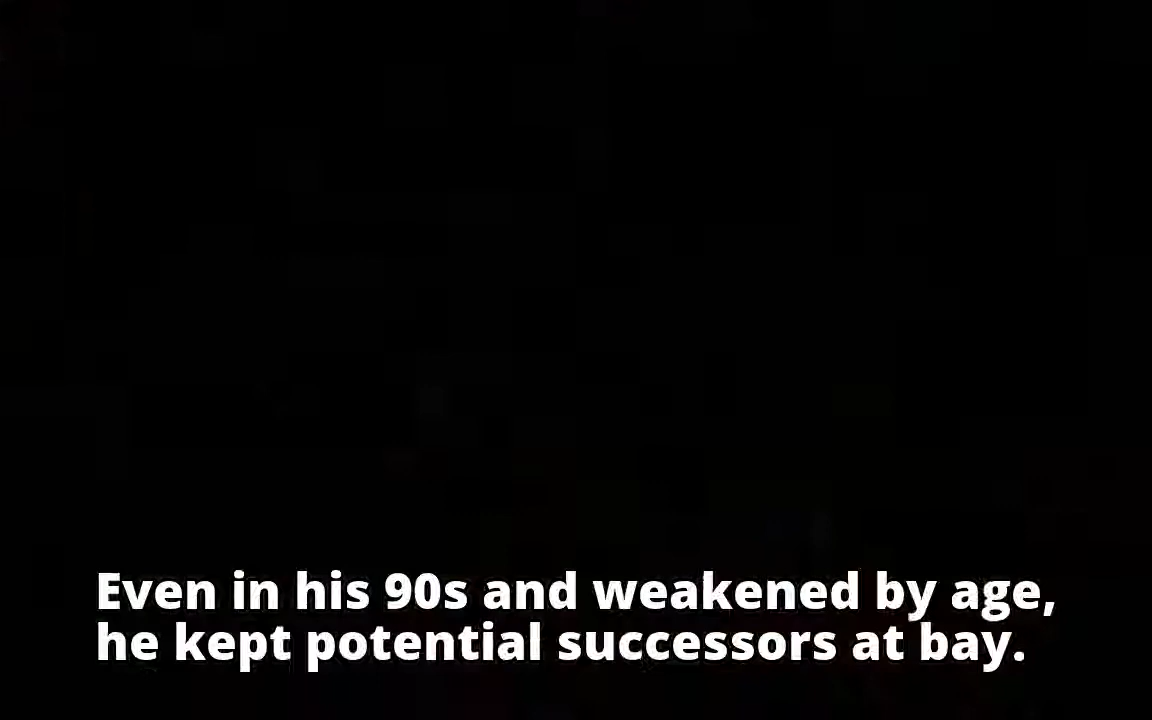 Even in his 90s and weakened by age,
he kept potential successors at bay.